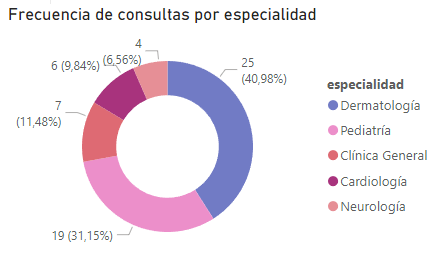 Frecuencia de consultas por especialidad
4
(6,56%)
6 (9,84%)
7
(11,48%)
19 (31,15%)
25
(40,98%)
especialidad
Dermatología
Pediatría
Clínica General
Cardiología
Neurología